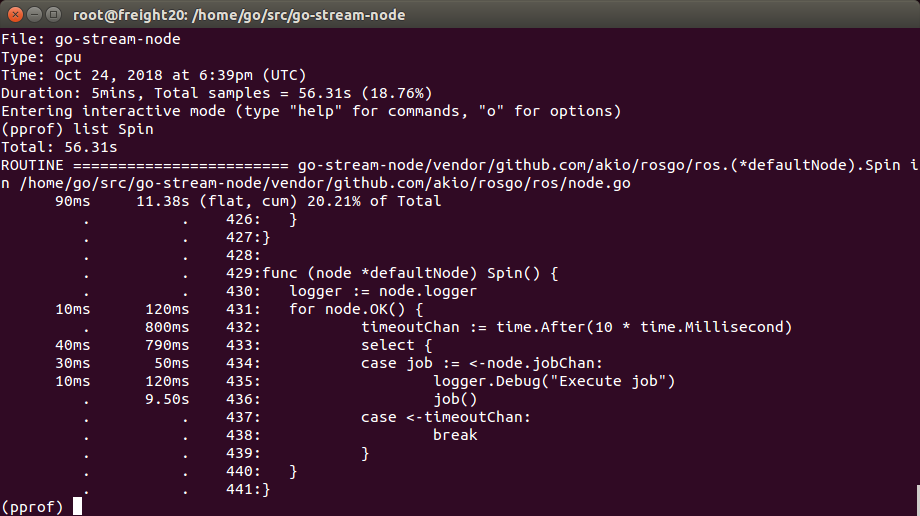 root@freight20: /home/go/src/go-stream-node
File: go-stream-node
Type: cpu
Time: Oct 24, 2018 at 6:39pm (UTC)
Duration: 5mins, Total samples = 56.31s (18.76%)
Entering interactive mode (type "help" for commands, "o" for options)
(pprof) list Spin
Total: 56.31s
ROUTINE ======================== go-stream-node/vendor/github.com/akio/rosgo/ros.(*defaultNode).Spin i
n /home/go/src/go-stream-node/vendor/github.com/akio/rosgo/ros/node.go
      90ms     11.38s (flat, cum) 20.21% of Total
         .          .    426:   }
         .          .    427:}
         .          .    428:
         .          .    429:func (node *defaultNode) Spin() {
         .          .    430:   logger := node.logger
      10ms      120ms    431:   for node.OK() {
         .      800ms    432:           timeoutChan := time.After(10 * time.Millisecond)
      40ms      790ms    433:           select {
      30ms       50ms    434:           case job := <-node.jobChan:
      10ms      120ms    435:                   logger.Debug("Execute job")
         .      9.50s    436:                   job()
         .          .    437:           case <-timeoutChan:
         .          .    438:                   break
         .          .    439:           }
         .          .    440:   }
         .          .    441:}
(pprof)